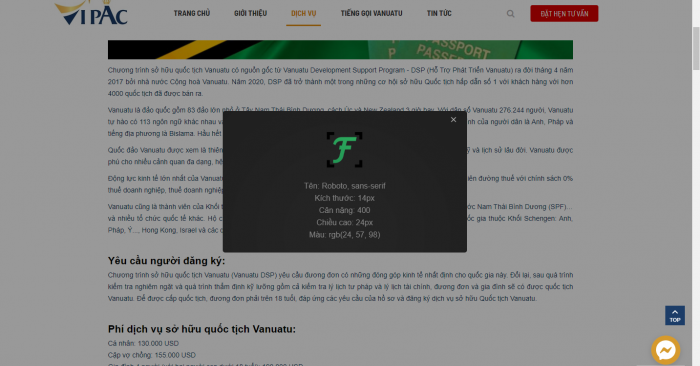 VIPAC
TRANG CHỦ GIỚI THIỆU DỊCH VỤ TIẾNG GỌI VANUATU TIN TỨC
ĐẶT HẸN TƯ VẤN
PASSPORT
Chương trình sở hữu quốc tịch Vanuatu có nguồn gốc từ Vanuatu Development Support Program - DSP (Hỗ Trợ Phát Triển Vanuatu) ra đời tháng 4 năm
2017 bởi nhà nước Cộng hoà Vanuatu. Năm 2020, DSP đã trở thành một trong những cơ hội sở hữu Quốc tịch hấp dẫn số 1 với khách hàng với hơn
4000 quốc tịch đã được bán ra.
Vanuatu là đảo quốc gồm 83 đảo lớn nhỏ ở Tây Nam Thái Bình Dương, cách Úc và New Zealand 3 giờ bay. Với dân số Vanuatu 276.244 người, Vanuatu
tự hào có 113 ngôn ngữ khác nhau và của người dân là Anh, Pháp và
tiếng địa phương là Bislama. Hầu hết
Quốc đảo Vanuatu được xem là thiên và lịch sử lâu đời. Vanuatu được
phú cho nhiều cảnh quan đa dạng,
Động lực kinh tế lớn nhất của Vanuatu đường thuế với chính sách 0%
thuế doanh nghiệp, thuế doanh
Vanuatu cũng là thành viên của Khối Nam Thái Bình Dương (SPF)...
và nhiều tổ chức quốc tế khác. Hộ gia thuộc Khối Schengen: Anh,
Pháp, Ý...., Hong Kong, Israel và các
×
F
Tên: Roboto, sans-serif
Kích thước: 14px
Cân nặng: 400
Chiều cao: 24px
Màu: rgb(24, 57, 98)
Yêu cầu người đăng ký:
Chương trình sở hữu quốc tịch Vanuatu (Vanuatu DSP) yêu cầu đương đơn có những đóng góp kinh tế nhất định cho quốc gia này. Đổi lại, sau quá trình
kiểm tra nghiêm ngặt và quá trình thẩm định kỹ lưỡng gồm cả kiểm tra lý lịch tư pháp và lý lịch tài chính, đương đơn và gia đình sẽ có được quốc tịch
Vanuatu. Để được cấp quốc tịch, đương đơn phải trên 18 tuổi, đáp ứng các yêu cầu của hồ sơ và đăng ký dịch vụ sở hữu Quốc tịch Vanuatu.
Phí dịch vụ sở hữu quốc tịch Vanuatu:
Cá nhân: 130.000 USD
Cặp vợ chồng: 155.000 USD
TOP